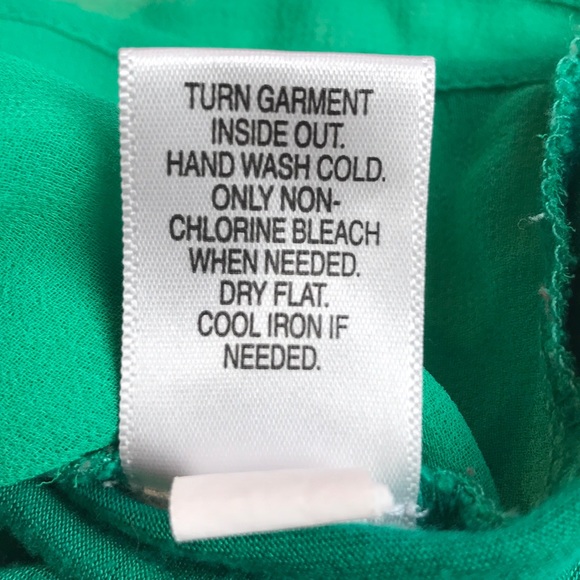 TURN GARMENT
INSIDE OUT.
HAND WASH COLD.
ONLY NON-
CHLORINE BLEACH
WHEN NEEDED.
DRY FLAT.
COOL IRON IF
NEEDED.